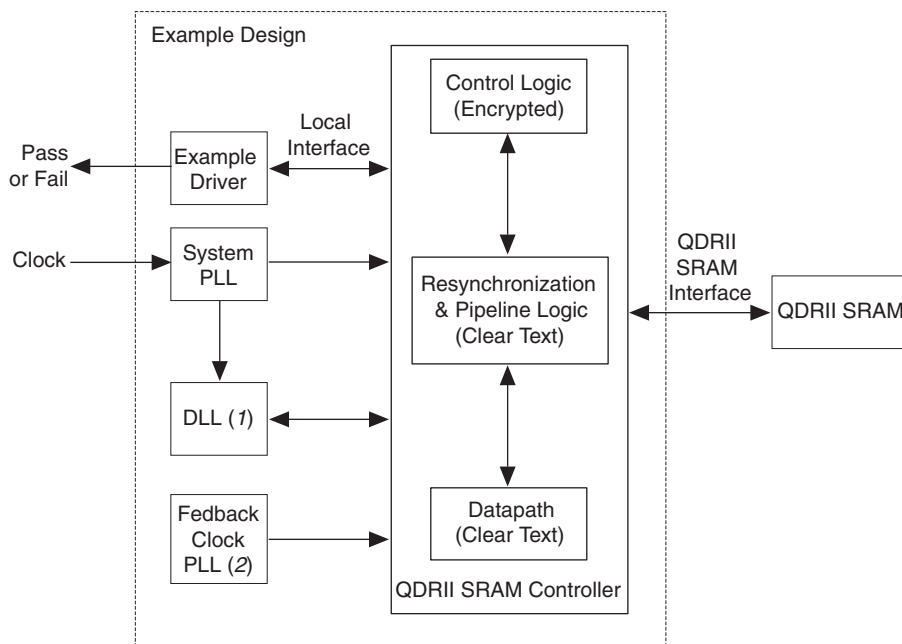 Example Design
Control Logic
(Encrypted)
Local
Interface
Pass
or Fail
Example
Driver
Clock
System
PLL
Resynchronization
& Pipeline Logic
(Clear Text)
QDRII
SRAM
Interface
QDRII SRAM
DLL (1)
Fedback
Clock
PLL (2)
Datapath
(Clear Text)
QDRII SRAM Controller